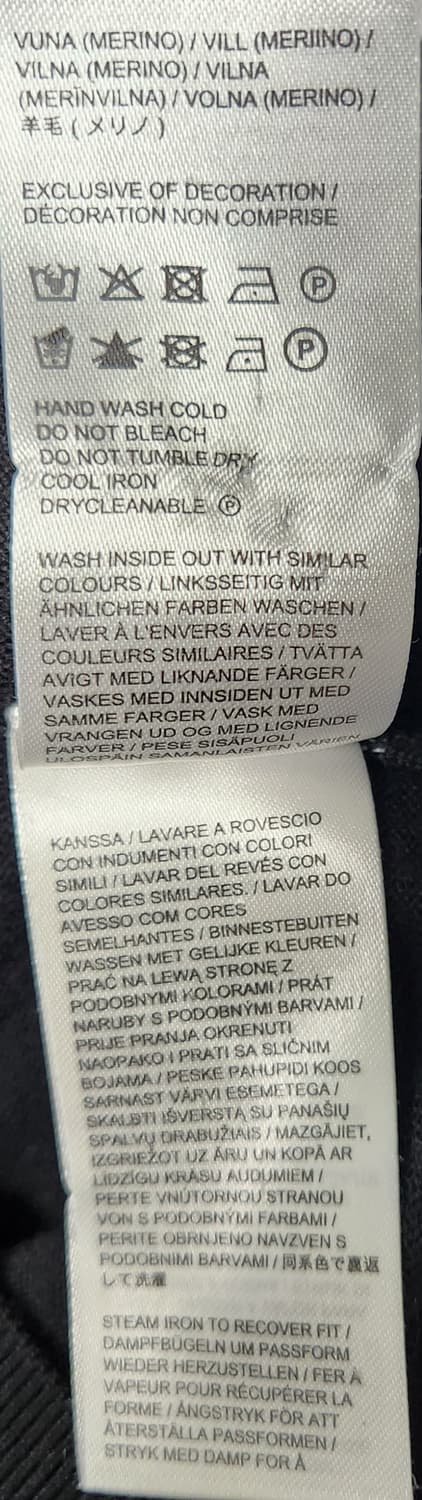 VUNA (MERINO) / VILL (MERIINO) /
VILNA (MERINO) / VILNA
(MERĪNVILNA) / VOLNA (MERINO) /
羊毛 ( メリノ )
EXCLUSIVE OF DECORATION /
DÉCORATION NON COMPRISE
P
P
HAND WASH COLD
DO NOT BLEACH
DO NOT TUMBLE DRY
COOL IRON
DRYCLEANABLE P
WASH INSIDE OUT WITH SIMILAR
COLOURS / LINKSSEITIG MIT
ÄHNLICHEN FARBEN WASCHEN /
LAVER À L'ENVERS AVEC DES
COULEURS SIMILAIRES / TVÄTTA
AVIGT MED LIKNANDE FÄRGER /
VASKES MED INNSIDEN UT MED
SAMME FARGER / VASK MED
VRANGEN UD OG MED LIGNENDE
FARVER / PESE SISÄPUOLI
ULOSPÄIN SAMANLAISTEN VÄRIEN
KANSSA / LAVARE A ROVESCIO
CON INDUMENTI CON COLORI
SIMILI / LAVAR DEL REVÉS CON
COLORES SIMILARES. / LAVAR DO
AVESSO COM CORES
SEMELHANTES / BINNESTEBUITEN
WASSEN MET GELIJKE KLEUREN /
PRAĆ NA LEWĄ STRONĘ Z
PODOBNYMI KOLORAMI / PRÁT
NARUBY S PODOBNÝMI BARVAMI /
PRIJE PRANJA OKRENUTI
NAOPAKO I PRATI SA SLIČNIM
BOJAMA / PESKE PAHUPIDI KOOS
SARNAST VÄRVI ESEMETEGA /
SKALBTI IŠVERSTĄ SU PANAŠIŲ
SPALVŲ DRABUŽIAIS / MAZGĀJIET,
IZGRIEŽOT UZ ĀRU UN KOPĀ AR
LĪDZĪGU KRĀSU AUDUMIEM /
PERTE VNÚTORNOU STRANOU
VON S PODOBNÝMI FARBAMI /
PERITE OBRNJENO NAVZVEN S
PODOBNIMI BARVAMI / 同系色で裏返
して洗濯
STEAM IRON TO RECOVER FIT /
DAMPFBÜGELN UM PASSFORM
WIEDER HERZUSTELLEN / FER À
VAPEUR POUR RÉCUPÉRER LA
FORME / ÅNGSTRYK FÖR ATT
ÅTERSTÄLLA PASSFORMEN /
STRYK MED DAMP FOR Å